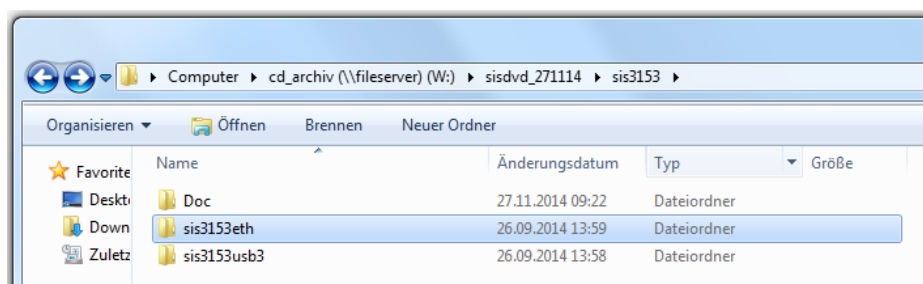 Computer cd_archiv (\\fileserver) (W:) sisdvd_271114 sis3153
Organisieren Öffnen Brennen Neuer Ordner
Favorite Name Änderungsdatum Typ Größe
Deskt Doc 27.11.2014 09:22 Dateiordner
Down sis3153eth 26.09.2014 13:59 Dateiordner
Zuletz sis3153usb3 26.09.2014 13:58 Dateiordner